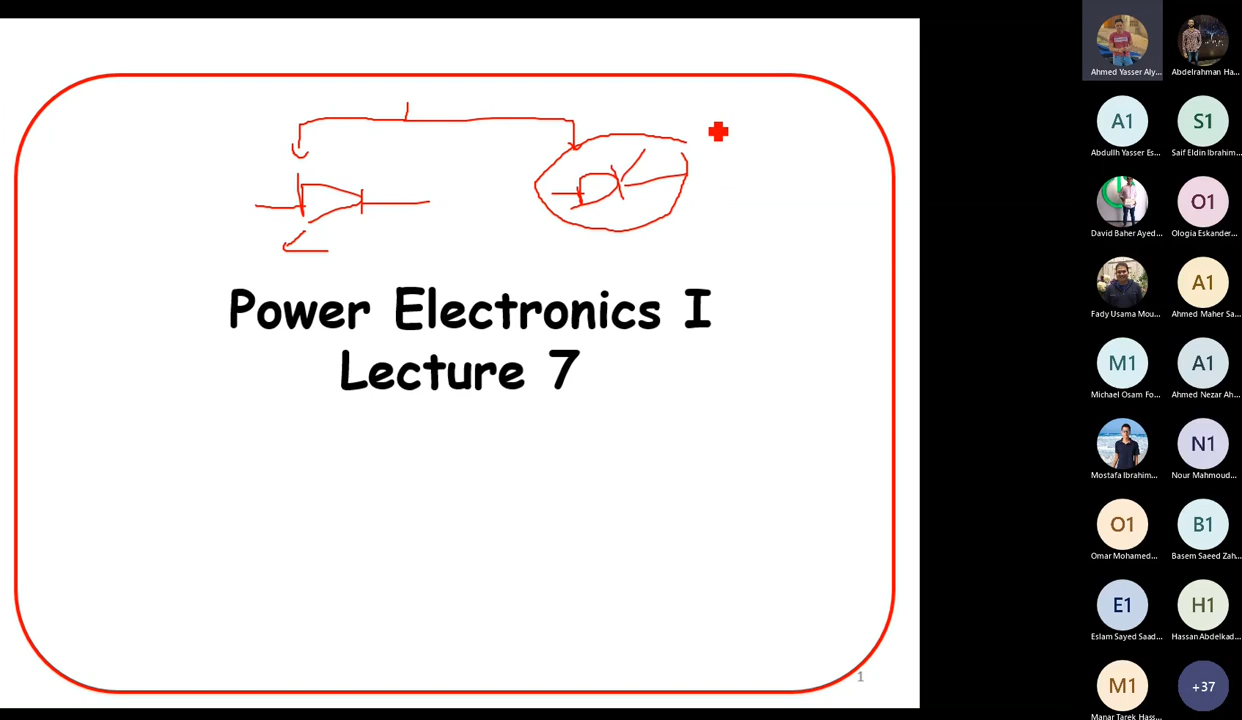 Power Electronics I
Lecture 7
1
Ahmed Yasser Aly...
Abdelrahman Ha...
A1
S1
Abdullh Yasser Es...
Saif Eldin Ibrahim...
O1
David Baher Ayed...
Ologia Eskander...
A1
Fady Usama Mou...
Ahmed Maher Sa...
M1
A1
Michael Osam Fo...
Ahmed Nezar Ah...
N1
Mostafa Ibrahim...
Nour Mahmoud...
O1
B1
Omar Mohamed...
Basem Saeed Zah...
E1
H1
Eslam Sayed Saad...
Hassan Abdelkad...
M1
+37
Manar Tarek Hass...